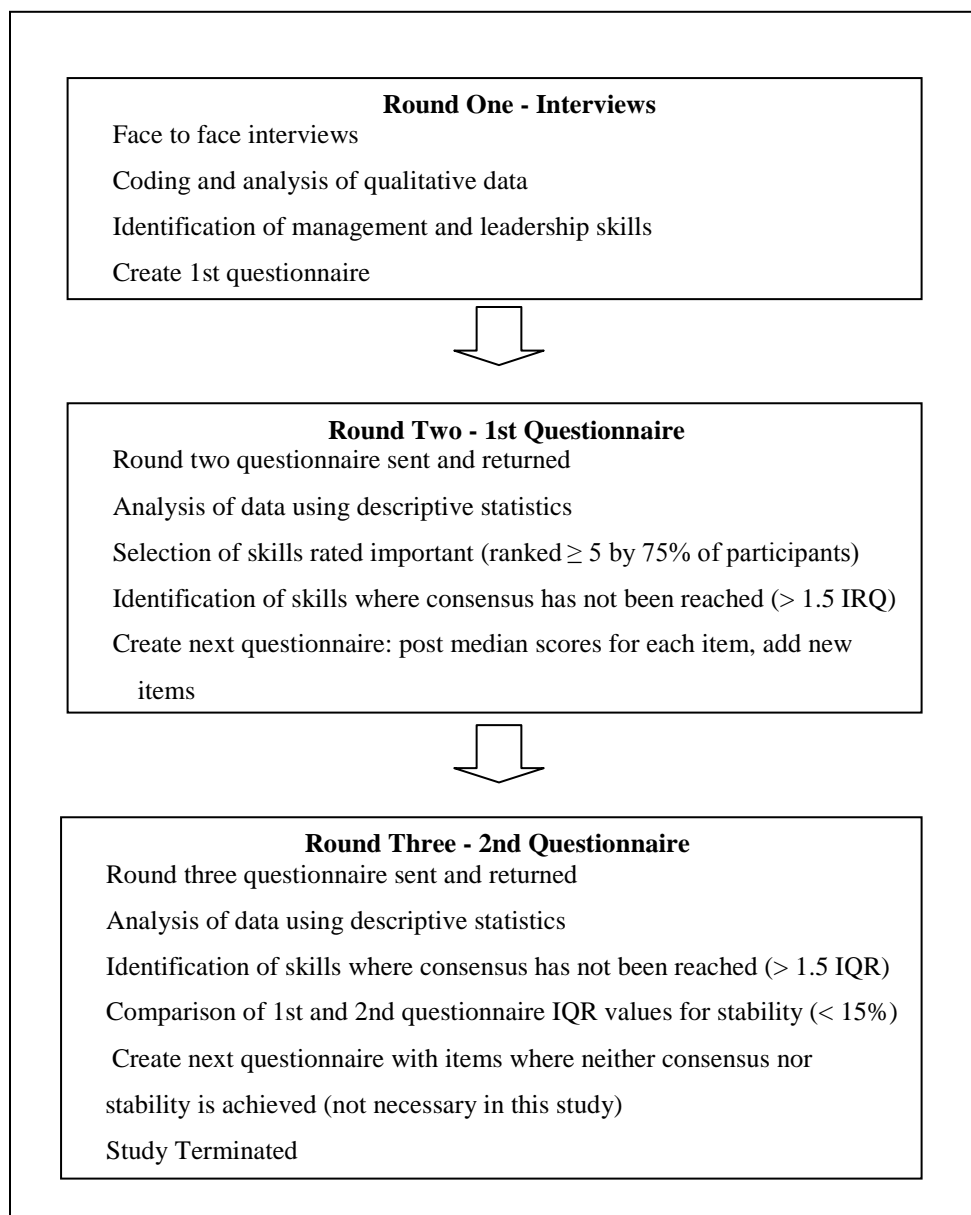 Round One - Interviews
Face to face interviews
Coding and analysis of qualitative data
Identification of management and leadership skills
Create 1st questionnaire
Round Two - 1st Questionnaire
Round two questionnaire sent and returned
Analysis of data using descriptive statistics
Selection of skills rated important (ranked ≥ 5 by 75% of participants)
Identification of skills where consensus has not been reached (> 1.5 IRQ)
Create next questionnaire: post median scores for each item, add new
items
Round Three - 2nd Questionnaire
Round three questionnaire sent and returned
Analysis of data using descriptive statistics
Identification of skills where consensus has not been reached (> 1.5 IQR)
Comparison of 1st and 2nd questionnaire IQR values for stability (< 15%)
Create next questionnaire with items where neither consensus nor
stability is achieved (not necessary in this study)
Study Terminated